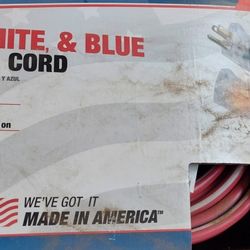 HITE, & BLUE
CORD
Y AZUL
on
WE'VE GOT IT
MADE IN AMERICA™